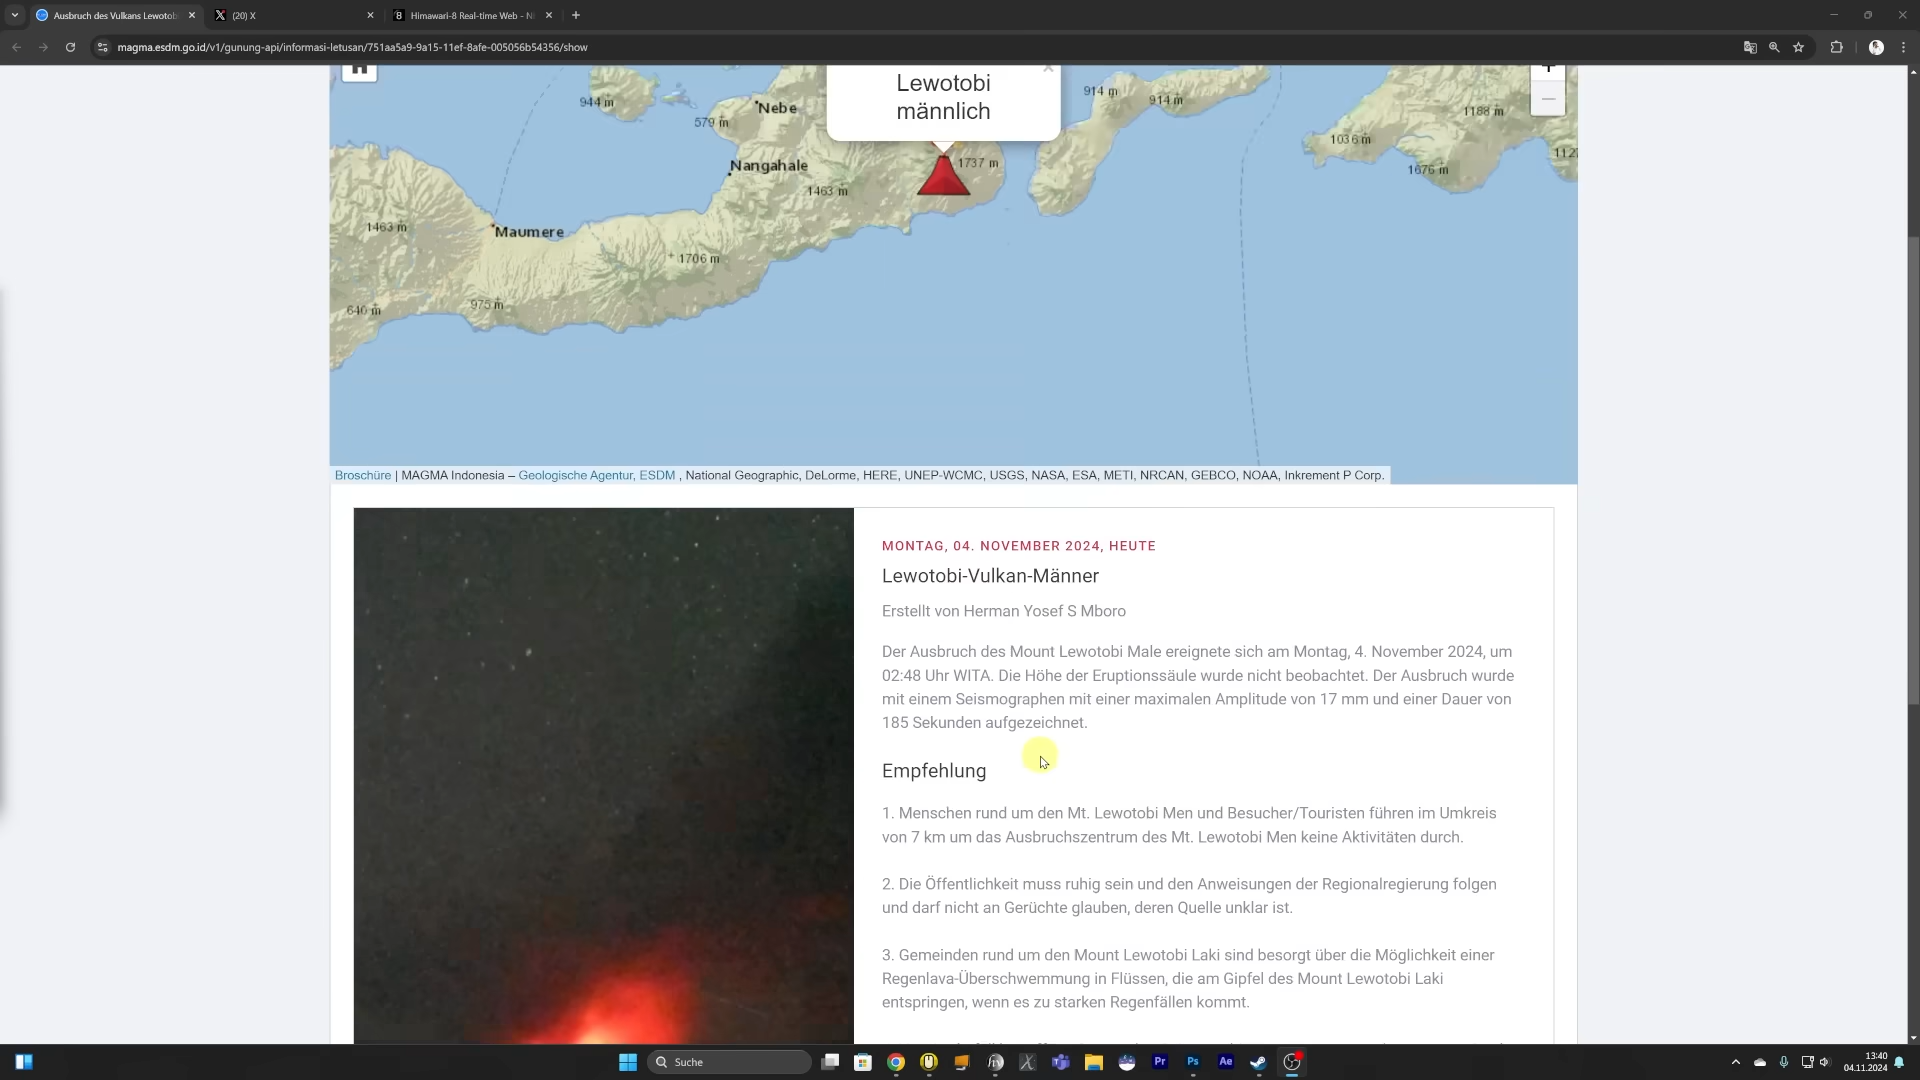 Ausbruch des Vulkans Lewotob
(20) X
Himawari-8 Real-time Web - N
magma.esdm.go.id/v1/gunung-api/informasi-letusan/751aa5a9-9a15-11ef-8afe-005056b54356/show
Lewotobi
männlich
944 m
Nebe
579 m
914 m
914 m
1188 m
1036 m
1676 m
Nangahale
1737 m
1463 m
1463 m
Maumere
1706 m
975 m
640 m
Broschüre | MAGMA Indonesia – Geologische Agentur, ESDM , National Geographic, DeLorme, HERE, UNEP-WCMC, USGS, NASA, ESA, METI, NRCAN, GEBCO, NOAA, Inkrement P Corp.
MONTAG, 04. NOVEMBER 2024, HEUTE
Lewotobi-Vulkan-Männer
Erstellt von Herman Yosef S Mboro
Der Ausbruch des Mount Lewotobi Male ereignete sich am Montag, 4. November 2024, um
02:48 Uhr WITA. Die Höhe der Eruptionssäule wurde nicht beobachtet. Der Ausbruch wurde
mit einem Seismographen mit einer maximalen Amplitude von 17 mm und einer Dauer von
185 Sekunden aufgezeichnet.
Empfehlung
1. Menschen rund um den Mt. Lewotobi Men und Besucher/Touristen führen im Umkreis
von 7 km um das Ausbruchszentrum des Mt. Lewotobi Men keine Aktivitäten durch.
2. Die Öffentlichkeit muss ruhig sein und den Anweisungen der Regionalregierung folgen
und darf nicht an Gerüchte glauben, deren Quelle unklar ist.
3. Gemeinden rund um den Mount Lewotobi Laki sind besorgt über die Möglichkeit einer
Regenlava-Überschwemmung in Flüssen, die am Gipfel des Mount Lewotobi Laki
entspringen, wenn es zu starken Regenfällen kommt.
Suche
Pr
Ps
Ae
13:40
04.11.2024